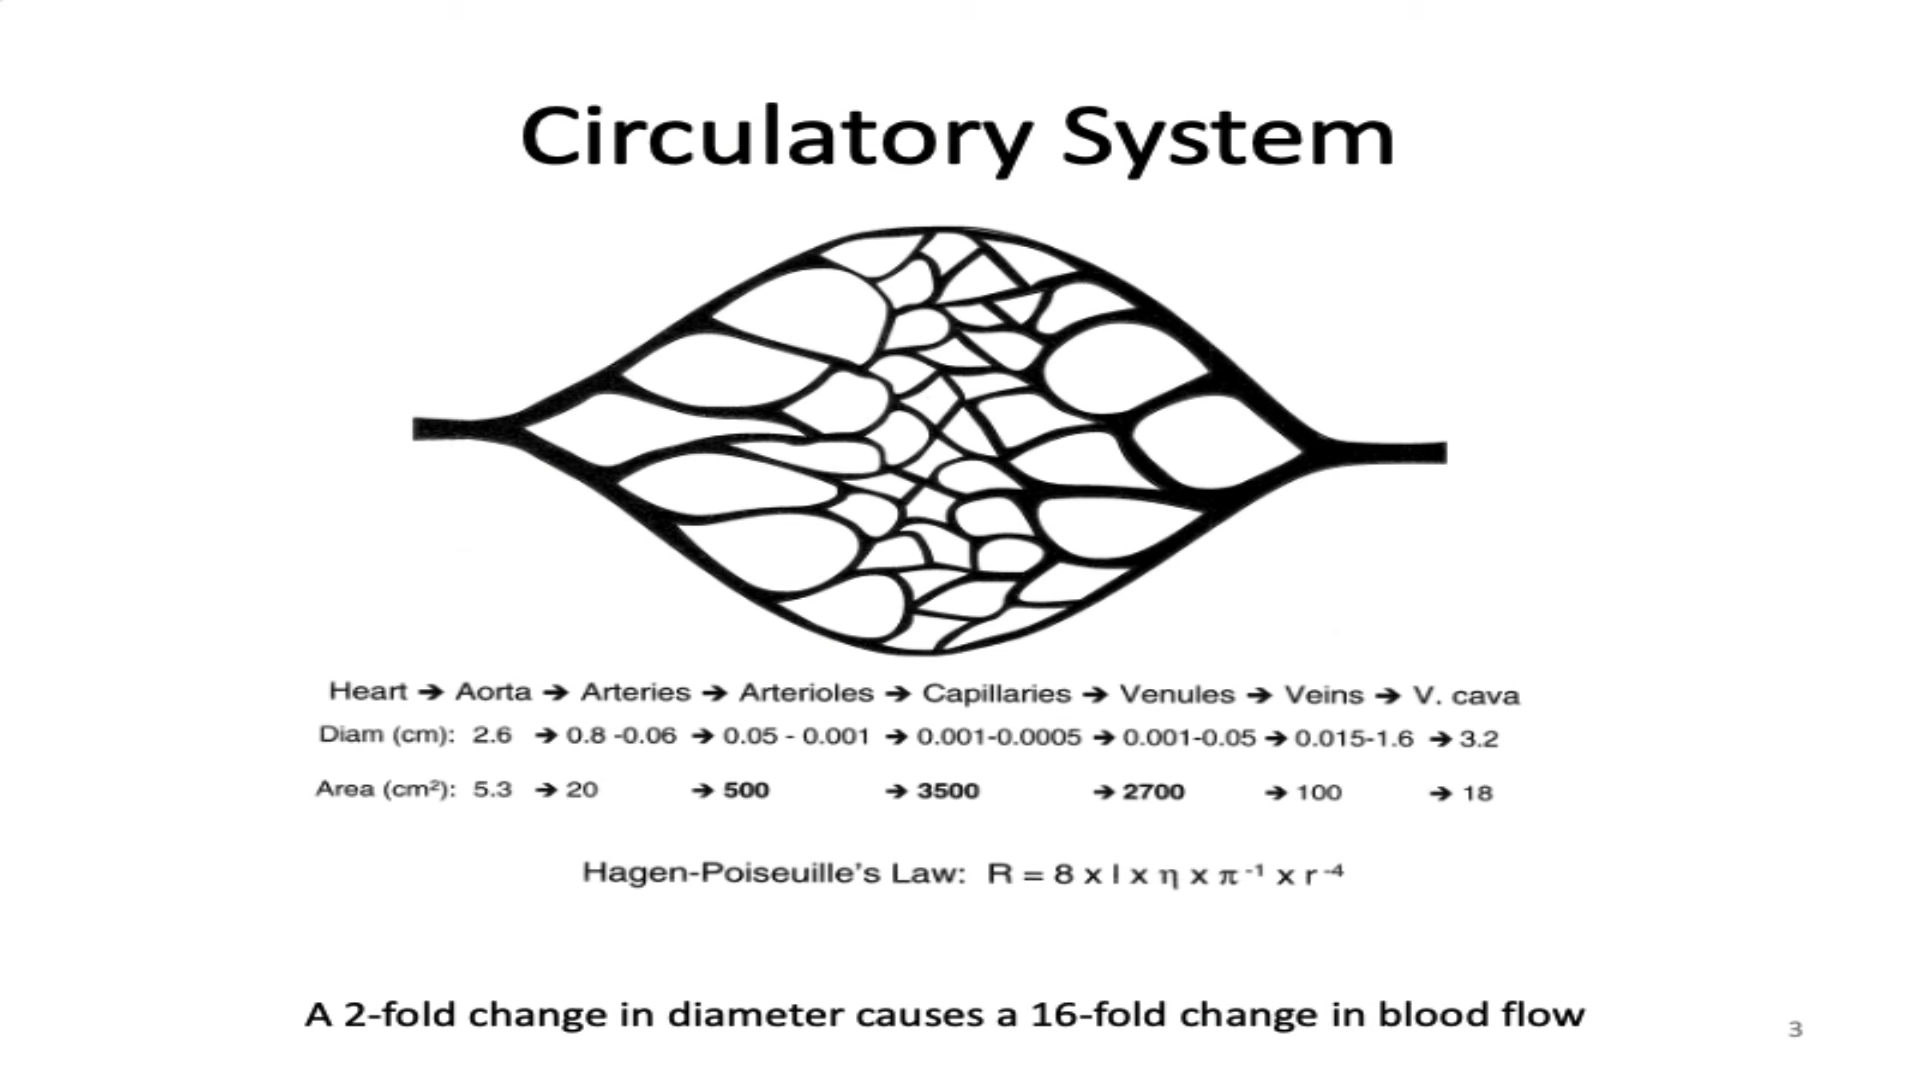 Circulatory System
Heart → Aorta → Arteries → Arterioles → Capillaries → Venules → Veins → V. cava
Diam (cm): 2.6 → 0.8 -0.06 → 0.05 - 0.001 → 0.001-0.0005 → 0.001-0.05 → 0.015-1.6 → 3.2
Area (cm²): 5.3 → 20 → 500 → 3500 → 2700 → 100 → 18
Hagen-Poiseuille's Law: R = 8 x l x η x π⁻¹ x r⁻⁴
A 2-fold change in diameter causes a 16-fold change in blood flow
3